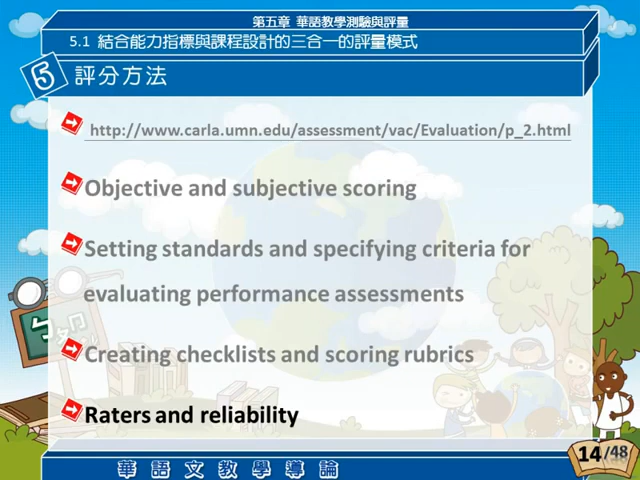 第五章 華語教學測驗與評量
5.1 結合能力指標與課程設計的三合一的評量模式
5 評分方法
http://www.carla.umn.edu/assessment/vac/Evaluation/p_2.html
Objective and subjective scoring
Setting standards and specifying criteria for
evaluating performance assessments
Creating checklists and scoring rubrics
Raters and reliability
ㄅㄆㄇ
華語文教學導論
14/48